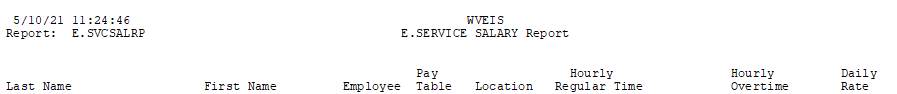 5/10/21 11:24:46 WVEIS
Report: E.SVCSALRP E.SERVICE SALARY Report
Pay Hourly Hourly Daily
Last Name First Name Employee Table Location Regular Time Overtime Rate